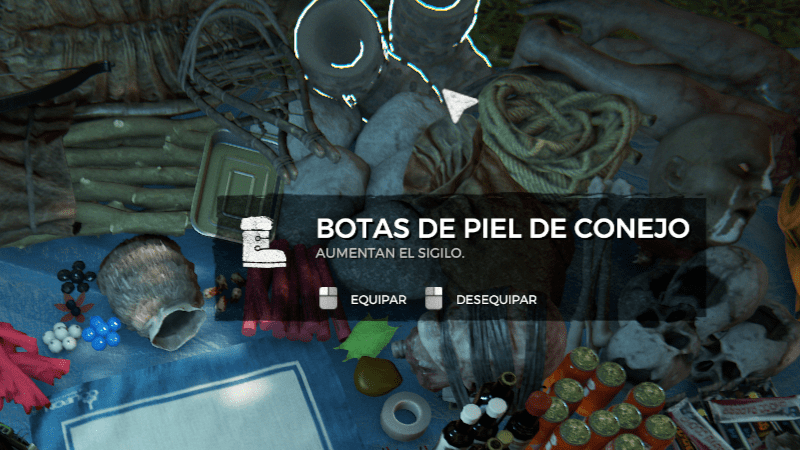 BOTAS DE PIEL DE CONEJO
AUMENTAN EL SIGILO.
EQUIPAR DESEQUIPAR